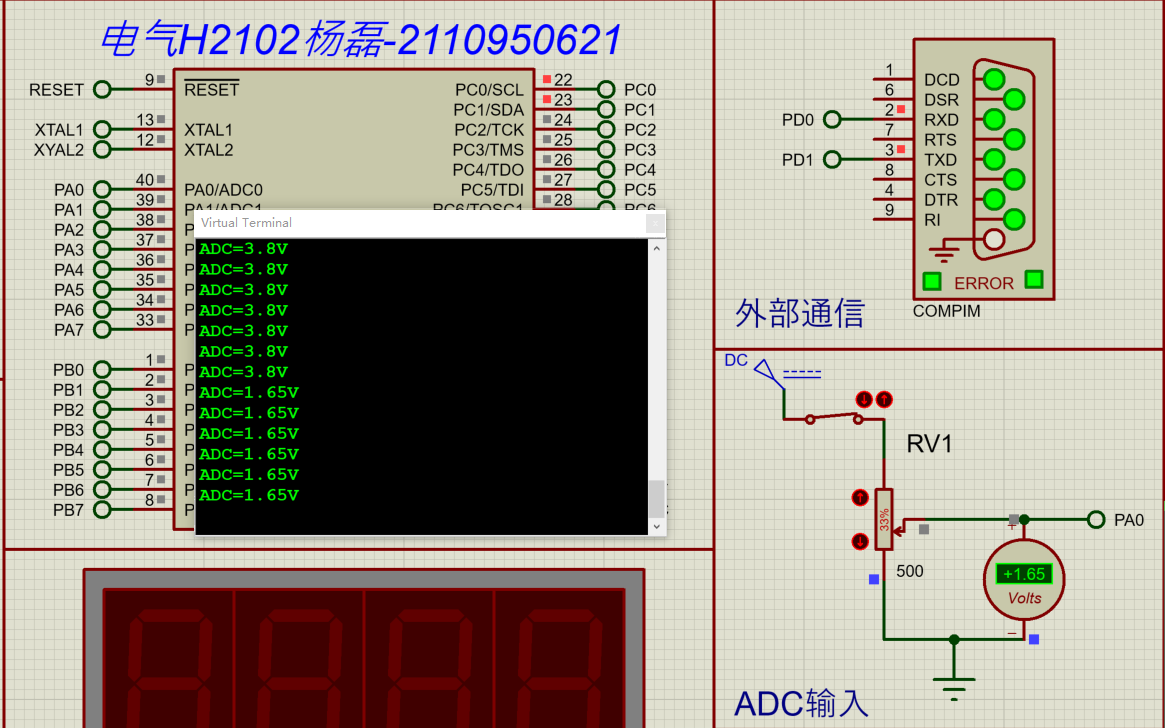 电气H2102杨磊-2110950621
RESET
9
RESET
XTAL1
13
XTAL1
XYAL2
12
XTAL2
PA0
40
PA0/ADC0
PA1
39
PA1/ADC1
PA2
38
P
PA3
37
P
PA4
36
P
PA5
35
P
PA6
34
P
PA7
33
P
PB0
1
P
PB1
2
P
PB2
3
P
PB3
4
P
PB4
5
P
PB5
6
P
PB6
7
P
PB7
8
P
PC0/SCL
22
PC0
PC1/SDA
23
PC1
PC2/TCK
24
PC2
PC3/TMS
25
PC3
PC4/TDO
26
PC4
PC5/TDI
27
PC5
PC6/TOSC1
28
PC6
Virtual Terminal
ADC=3.8V
ADC=3.8V
ADC=3.8V
ADC=3.8V
ADC=3.8V
ADC=3.8V
ADC=3.8V
ADC=1.65V
ADC=1.65V
ADC=1.65V
ADC=1.65V
ADC=1.65V
ADC=1.65V
1
DCD
6
DSR
PD0
2
RXD
7
RTS
PD1
3
TXD
8
CTS
4
DTR
9
RI
ERROR
COMPIM
外部通信
DC
RV1
33%
500
PA0
+1.65
Volts
ADC输入